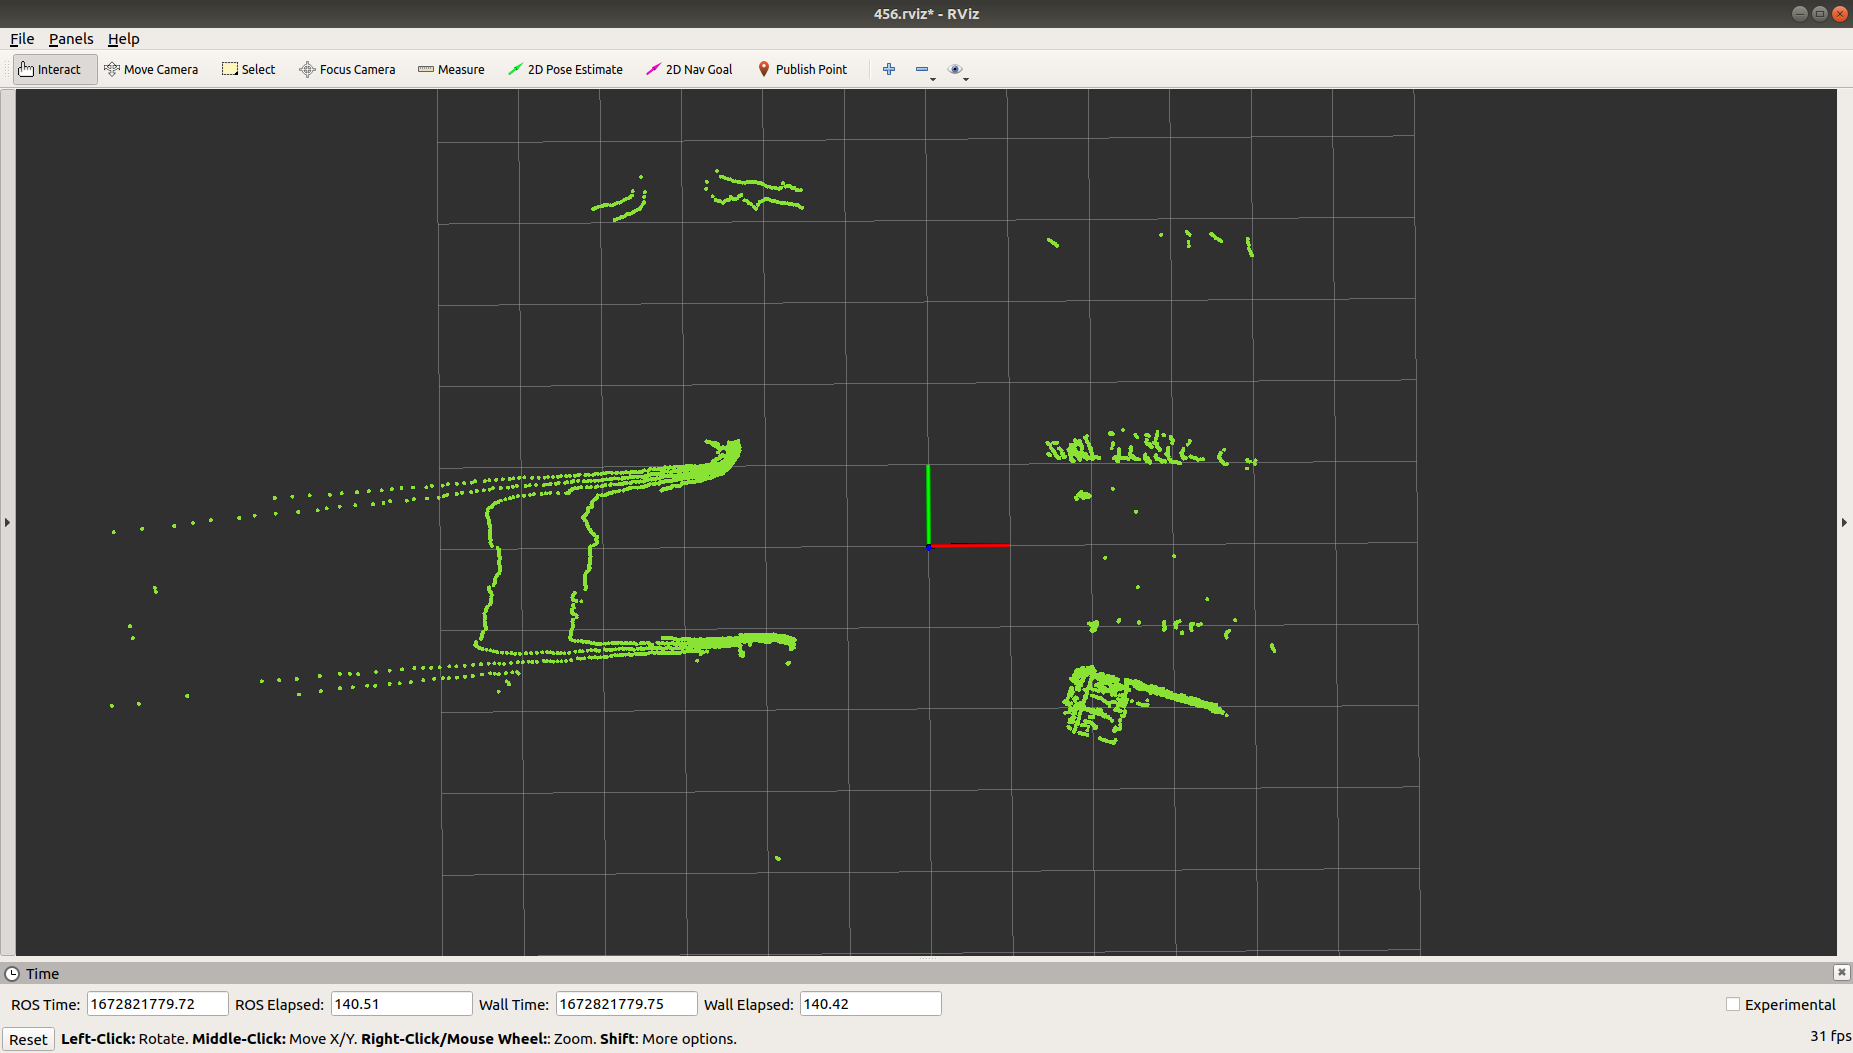 456.rviz* - RViz
File Panels Help
Interact Move Camera Select Focus Camera Measure 2D Pose Estimate 2D Nav Goal Publish Point
Time
ROS Time: 1672821779.72 ROS Elapsed: 140.51 Wall Time: 1672821779.75 Wall Elapsed: 140.42 Experimental
Reset Left-Click: Rotate. Middle-Click: Move X/Y. Right-Click/Mouse Wheel:: Zoom. Shift: More options. 31 fps